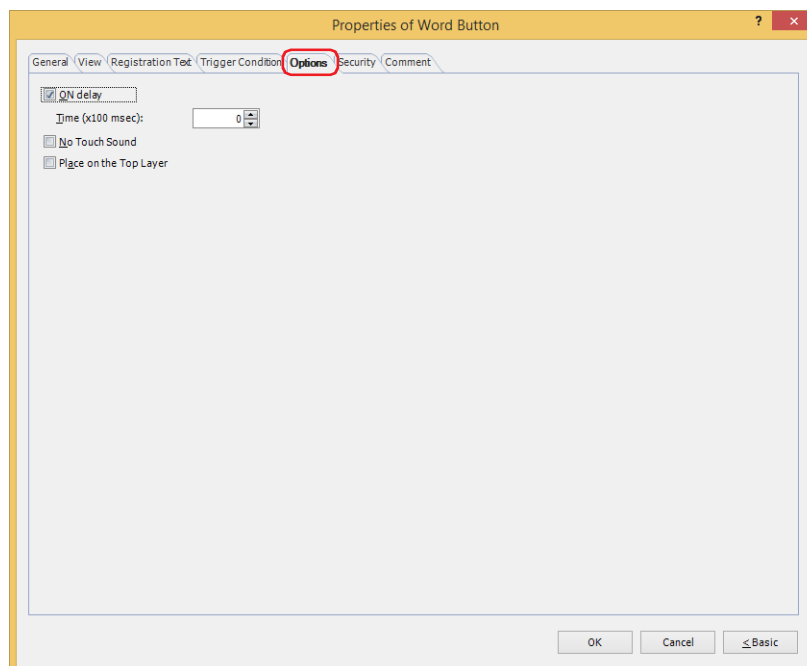 Properties of Word Button
?
General View Registration Text Trigger Condition Options Security Comment
ON delay
Time (x100 msec): 0
No Touch Sound
Place on the Top Layer
OK Cancel < Basic